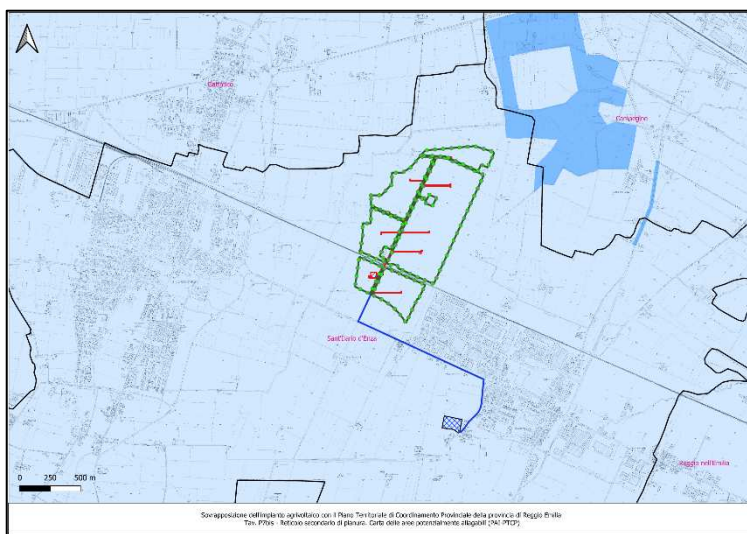 Gattatico
Campegine
Sant'Ilario d'Enza
Reggio nell'Emilia
0 250 500 m
Sovrapposizione dell'impianto agrivoltaico con il Piano Territoriale di Coordinamento Provinciale della provincia di Reggio Emilia
Tav. P7bis - Reticolo secondario di pianura. Carta delle aree potenzialmente allagabili (PAI-PTCP)